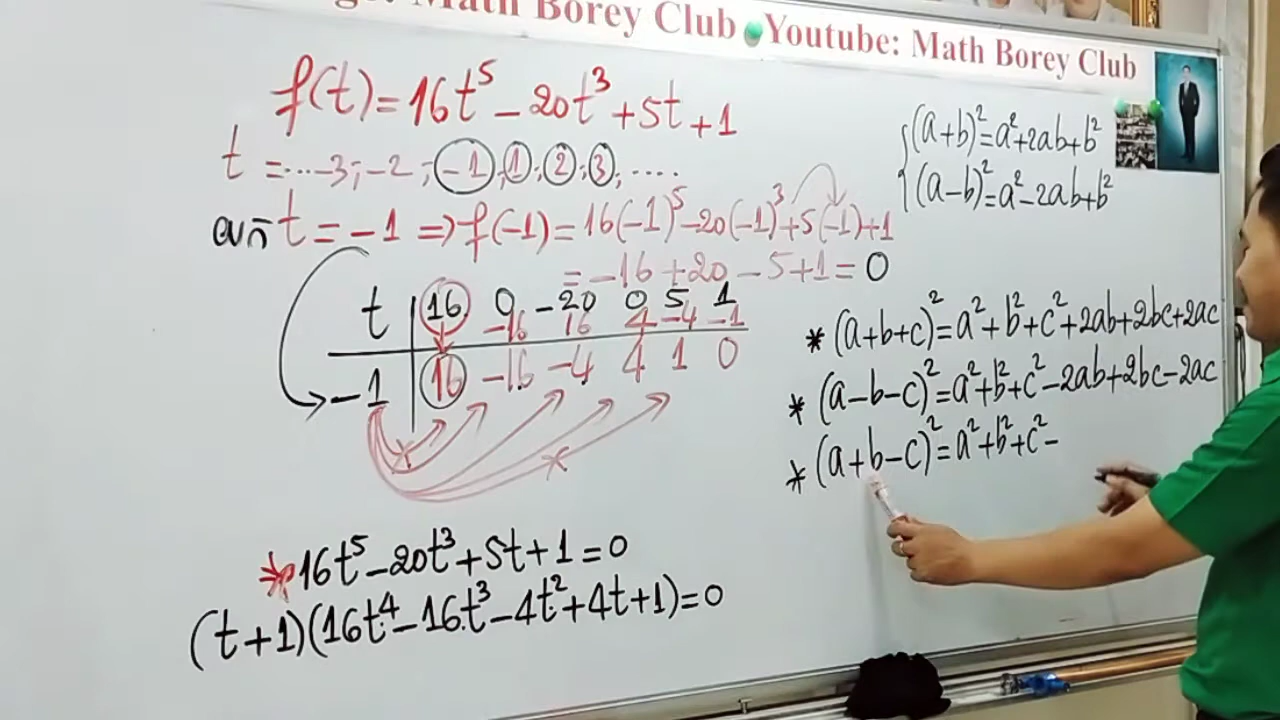 Math Borey Club Youtube: Math Borey Club
f(t)=16t⁵-20t³+5t+1
t=...-3;-2;-1;1;2;3;....
t=-1⇒f(-1)=16(-1)⁵-20(-1)³+5(-1)+1
=-16+20-5+1=0
t 16 0 -20 0 5 1
-16 16 4 -4 -1
-1 16 -16 -4 4 1 0
*16t⁵-20t³+5t+1=0
(t+1)(16t⁴-16t³-4t²+4t+1)=0
(a+b)²=a²+2ab+b²
(a-b)²=a²-2ab+b²
*(a+b+c)²=a²+b²+c²+2ab+2bc+2ac
*(a-b-c)²=a²+b²+c²-2ab+2bc-2ac
*(a+b-c)²=a²+b²+c²-